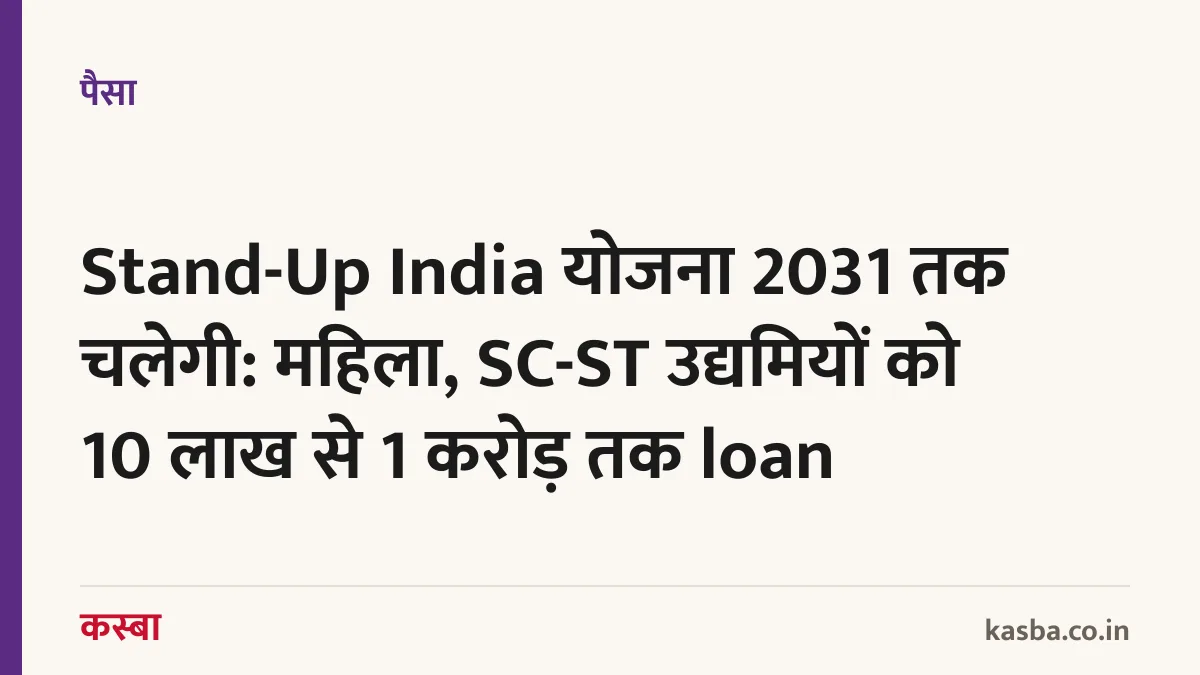 पैसा
Stand-Up India योजना 2031 तक
चलेगी: महिला, SC-ST उद्यमियों को
10 लाख से 1 करोड़ तक loan
कस्बा
kasba.co.in